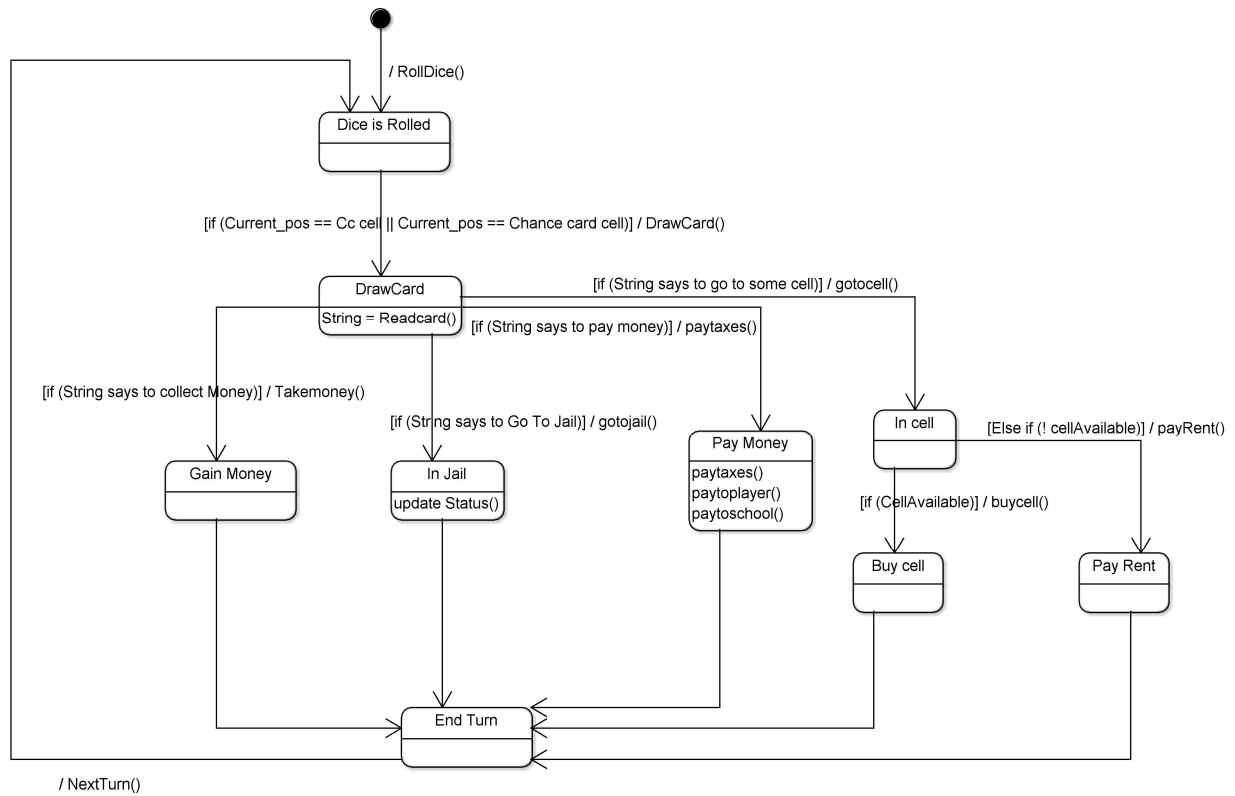 / RollDice()
Dice is Rolled
[if (Current_pos == Cc cell || Current_pos == Chance card cell)] / DrawCard()
DrawCard
String = Readcard()
[if (String says to go to some cell)] / gotocell()
[if (String says to pay money)] / paytaxes()
[if (String says to collect Money)] / Takemoney()
[if (String says to Go To Jail)] / gotojail()
In cell
[Else if (! cellAvailable)] / payRent()
Gain Money
In Jail
update Status()
Pay Money
paytaxes()
paytoplayer()
paytoschool()
[if (CellAvailable)] / buycell()
Buy cell
Pay Rent
End Turn
/ NextTurn()